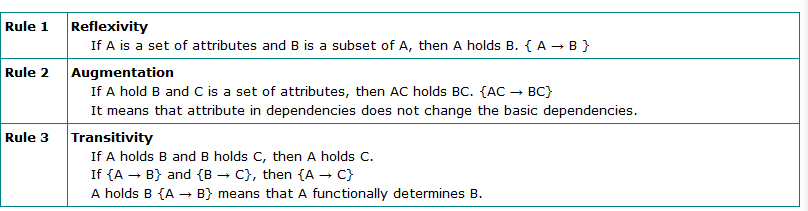 Rule 1 Reflexivity
If A is a set of attributes and B is a subset of A, then A holds B. { A → B }
Rule 2 Augmentation
If A hold B and C is a set of attributes, then AC holds BC. {AC → BC}
It means that attribute in dependencies does not change the basic dependencies.
Rule 3 Transitivity
If A holds B and B holds C, then A holds C.
If {A → B} and {B → C}, then {A → C}
A holds B {A → B} means that A functionally determines B.